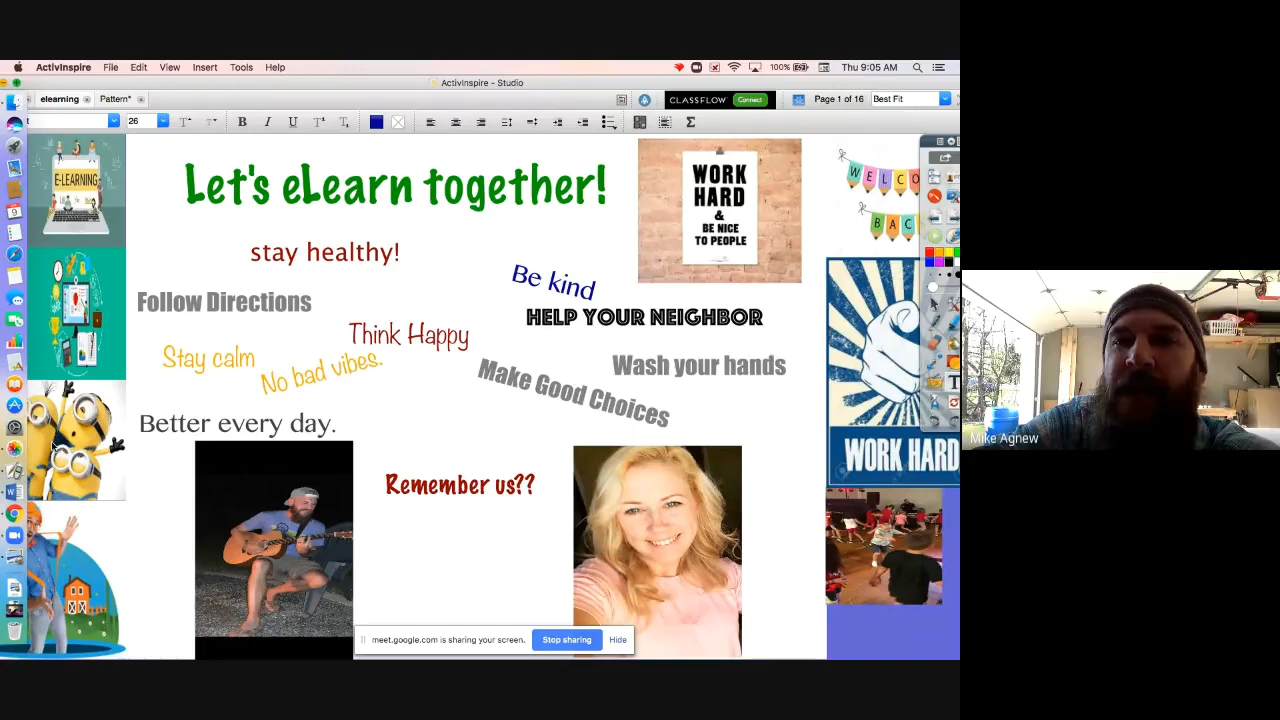 ActivInspire File Edit View Insert Tools Help 100% Thu 9:05 AM
ActivInspire - Studio
elearning Pattern* CLASSFLOW Connect Page 1 of 16 Best Fit
26 B I U
E-LEARNING
Let's eLearn together!
WORK
HARD
&
BE NICE
TO PEOPLE
WELCO
BAC
stay healthy!
Be kind
Follow Directions
HELP YOUR NEIGHBOR
Think Happy
Stay calm
No bad vibes.
Wash your hands
Make Good Choices
Better every day.
Remember us??
WORK HARD
meet.google.com is sharing your screen. Stop sharing Hide
Mike Agnew